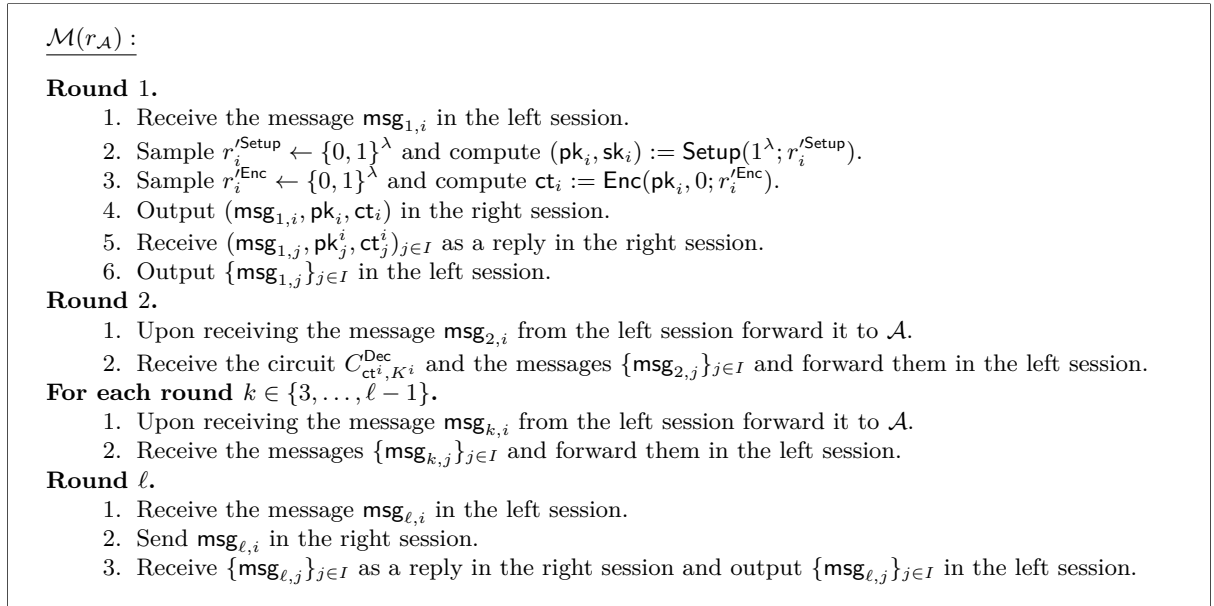 ℳ(r_𝒜) :
Round 1.
1. Receive the message msg_{1,i} in the left session.
2. Sample r'^{Setup}_i ← {0, 1}^λ and compute (pk_i, sk_i) := Setup(1^λ; r'^{Setup}_i).
3. Sample r'^{Enc}_i ← {0, 1}^λ and compute ct_i := Enc(pk_i, 0; r'^{Enc}_i).
4. Output (msg_{1,i}, pk_i, ct_i) in the right session.
5. Receive (msg_{1,j}, pk^i_j, ct^i_j)_{j∈I} as a reply in the right session.
6. Output {msg_{1,j}}_{j∈I} in the left session.
Round 2.
1. Upon receiving the message msg_{2,i} from the left session forward it to 𝒜.
2. Receive the circuit C^{Dec}_{ct^i,K^i} and the messages {msg_{2,j}}_{j∈I} and forward them in the left session.
For each round k ∈ {3, . . . , ℓ − 1}.
1. Upon receiving the message msg_{k,i} from the left session forward it to 𝒜.
2. Receive the messages {msg_{k,j}}_{j∈I} and forward them in the left session.
Round ℓ.
1. Receive the message msg_{ℓ,i} in the left session.
2. Send msg_{ℓ,i} in the right session.
3. Receive {msg_{ℓ,j}}_{j∈I} as a reply in the right session and output {msg_{ℓ,j}}_{j∈I} in the left session.